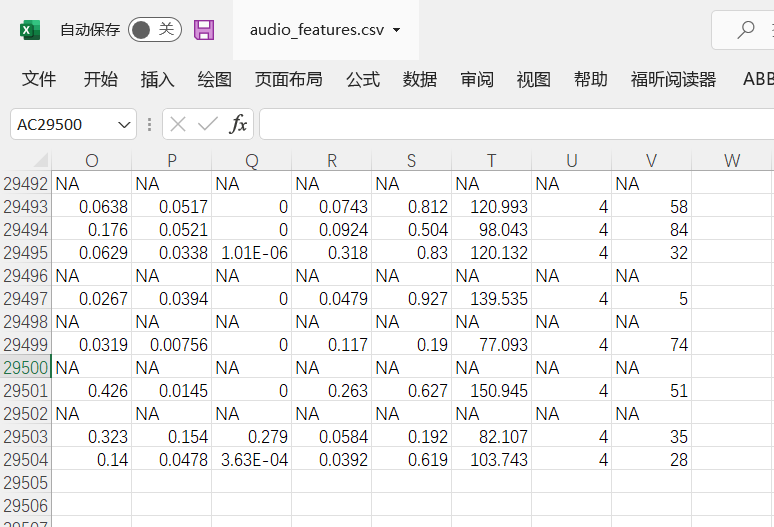 自动保存 关 audio_features.csv
文件 开始 插入 绘图 页面布局 公式 数据 审阅 视图 帮助 福昕阅读器 ABB
AC29500 fx
O P Q R S T U V W
29492 NA NA NA NA NA NA NA NA
29493 0.0638 0.0517 0 0.0743 0.812 120.993 4 58
29494 0.176 0.0521 0 0.0924 0.504 98.043 4 84
29495 0.0629 0.0338 1.01E-06 0.318 0.83 120.132 4 32
29496 NA NA NA NA NA NA NA NA
29497 0.0267 0.0394 0 0.0479 0.927 139.535 4 5
29498 NA NA NA NA NA NA NA NA
29499 0.0319 0.00756 0 0.117 0.19 77.093 4 74
29500 NA NA NA NA NA NA NA NA
29501 0.426 0.0145 0 0.263 0.627 150.945 4 51
29502 NA NA NA NA NA NA NA NA
29503 0.323 0.154 0.279 0.0584 0.192 82.107 4 35
29504 0.14 0.0478 3.63E-04 0.0392 0.619 103.743 4 28
29505
29506